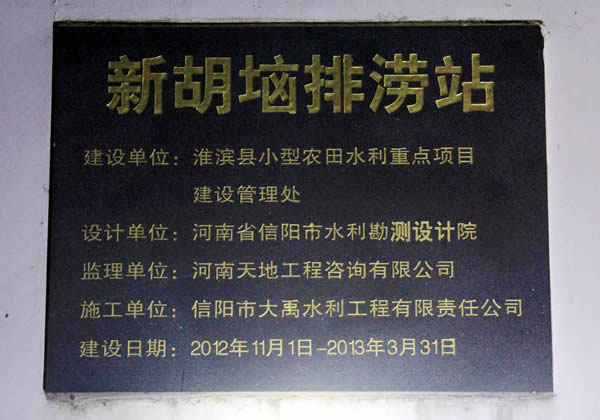 新胡垴排涝站
建设单位：淮滨县小型农田水利重点项目
建设管理处
设计单位：河南省信阳市水利勘测设计院
监理单位：河南天地工程咨询有限公司
施工单位：信阳市大禹水利工程有限责任公司
建设日期：2012年11月1日-2013年3月31日